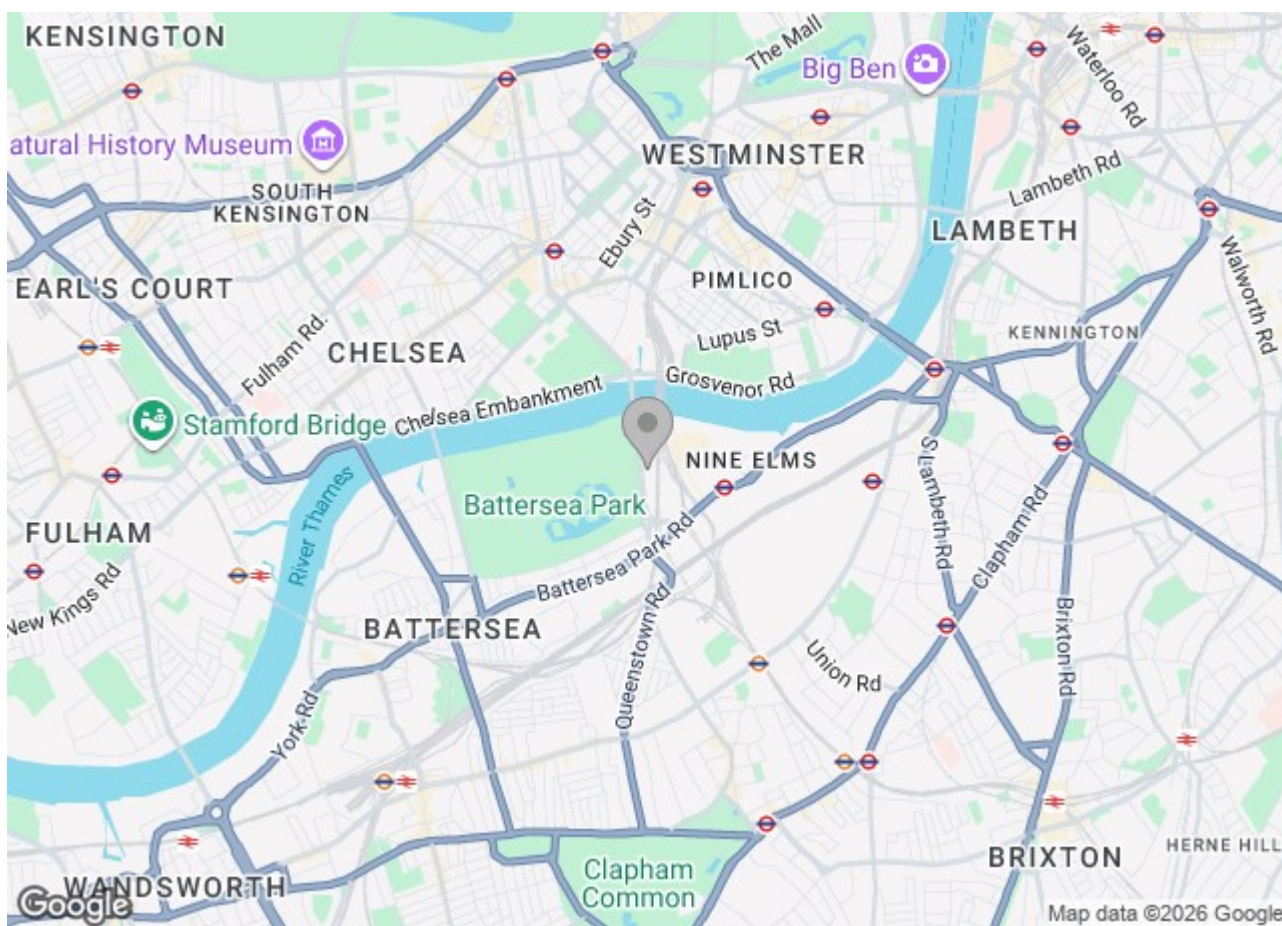 KENSINGTON
The Mall
Big Ben
Waterloo Rd
atural History Museum
WESTMINSTER
SOUTH
KENSINGTON
Lambeth Rd
Ebury St
LAMBETH
EARL'S COURT
PIMLICO
Walworth Rd
Fulham Rd.
CHELSEA
Lupus St
KENNINGTON
Grosvenor Rd
Chelsea Embankment
Stamford Bridge
NINE ELMS
S Lambeth Rd
Battersea Park
River Thames
Clapham Rd
FULHAM
Battersea Park Rd
New Kings Rd
BATTERSEA
Queenstown Rd
Union Rd
Brixton Rd
York Rd
HERNE HILL
BRIXTON
Clapham
Common
WANDSWORTH
Google
Map data ©2026 Google